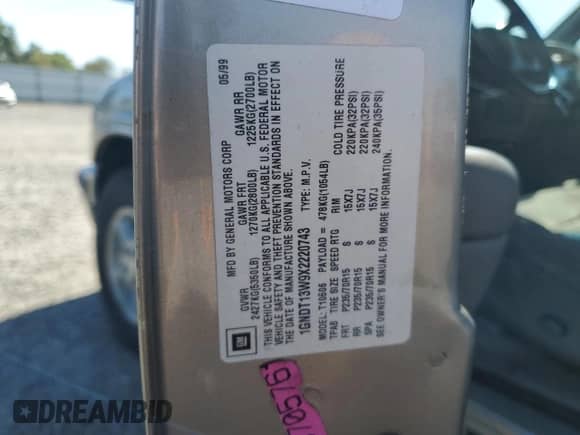 MFD BY GENERAL MOTORS CORP 05/99
GVWR GAWR FRT GAWR RR
2427KG(5350LB) 1270KG(2800LB) 1225KG(2700LB)
THIS VEHICLE CONFORMS TO ALL APPLICABLE U.S. FEDERAL MOTOR
VEHICLE SAFETY AND THEFT PREVENTION STANDARDS IN EFFECT ON
THE DATE OF MANUFACTURE SHOWN ABOVE.
1GNDT13W9X2220743 TYPE: M.P.V.
MODEL: T10606 PAYLOAD = 478KG(1054LB)
TPAB TIRE SIZE SPEED RTG RIM COLD TIRE PRESSURE
FRT P235/70R15 S 15X7J 220KPA(32PSI)
RR P235/70R15 S 15X7J 220KPA(32PSI)
SPA P235/70R15 S 15X7J 240KPA(35PSI)
SEE OWNER'S MANUAL FOR MORE INFORMATION.
GM
70576
DREAMBID